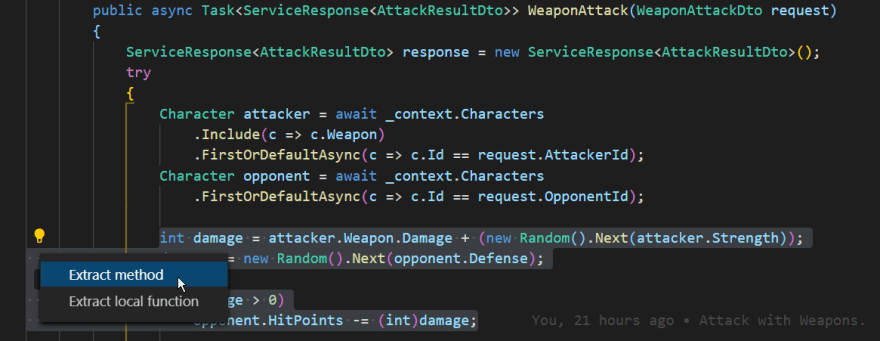 public async Task<ServiceResponse<AttackResultDto>> WeaponAttack(WeaponAttackDto request)
{
ServiceResponse<AttackResultDto> response = new ServiceResponse<AttackResultDto>();
try
{
Character attacker = await _context.Characters
.Include(c => c.Weapon)
.FirstOrDefaultAsync(c => c.Id == request.AttackerId);
Character opponent = await _context.Characters
.FirstOrDefaultAsync(c => c.Id == request.OpponentId);
int damage = attacker.Weapon.Damage + (new Random().Next(attacker.Strength));
= new Random().Next(opponent.Defense);
Extract method
Extract local function
ge > 0)
opponent.HitPoints -= (int)damage; You, 21 hours ago • Attack with Weapons.